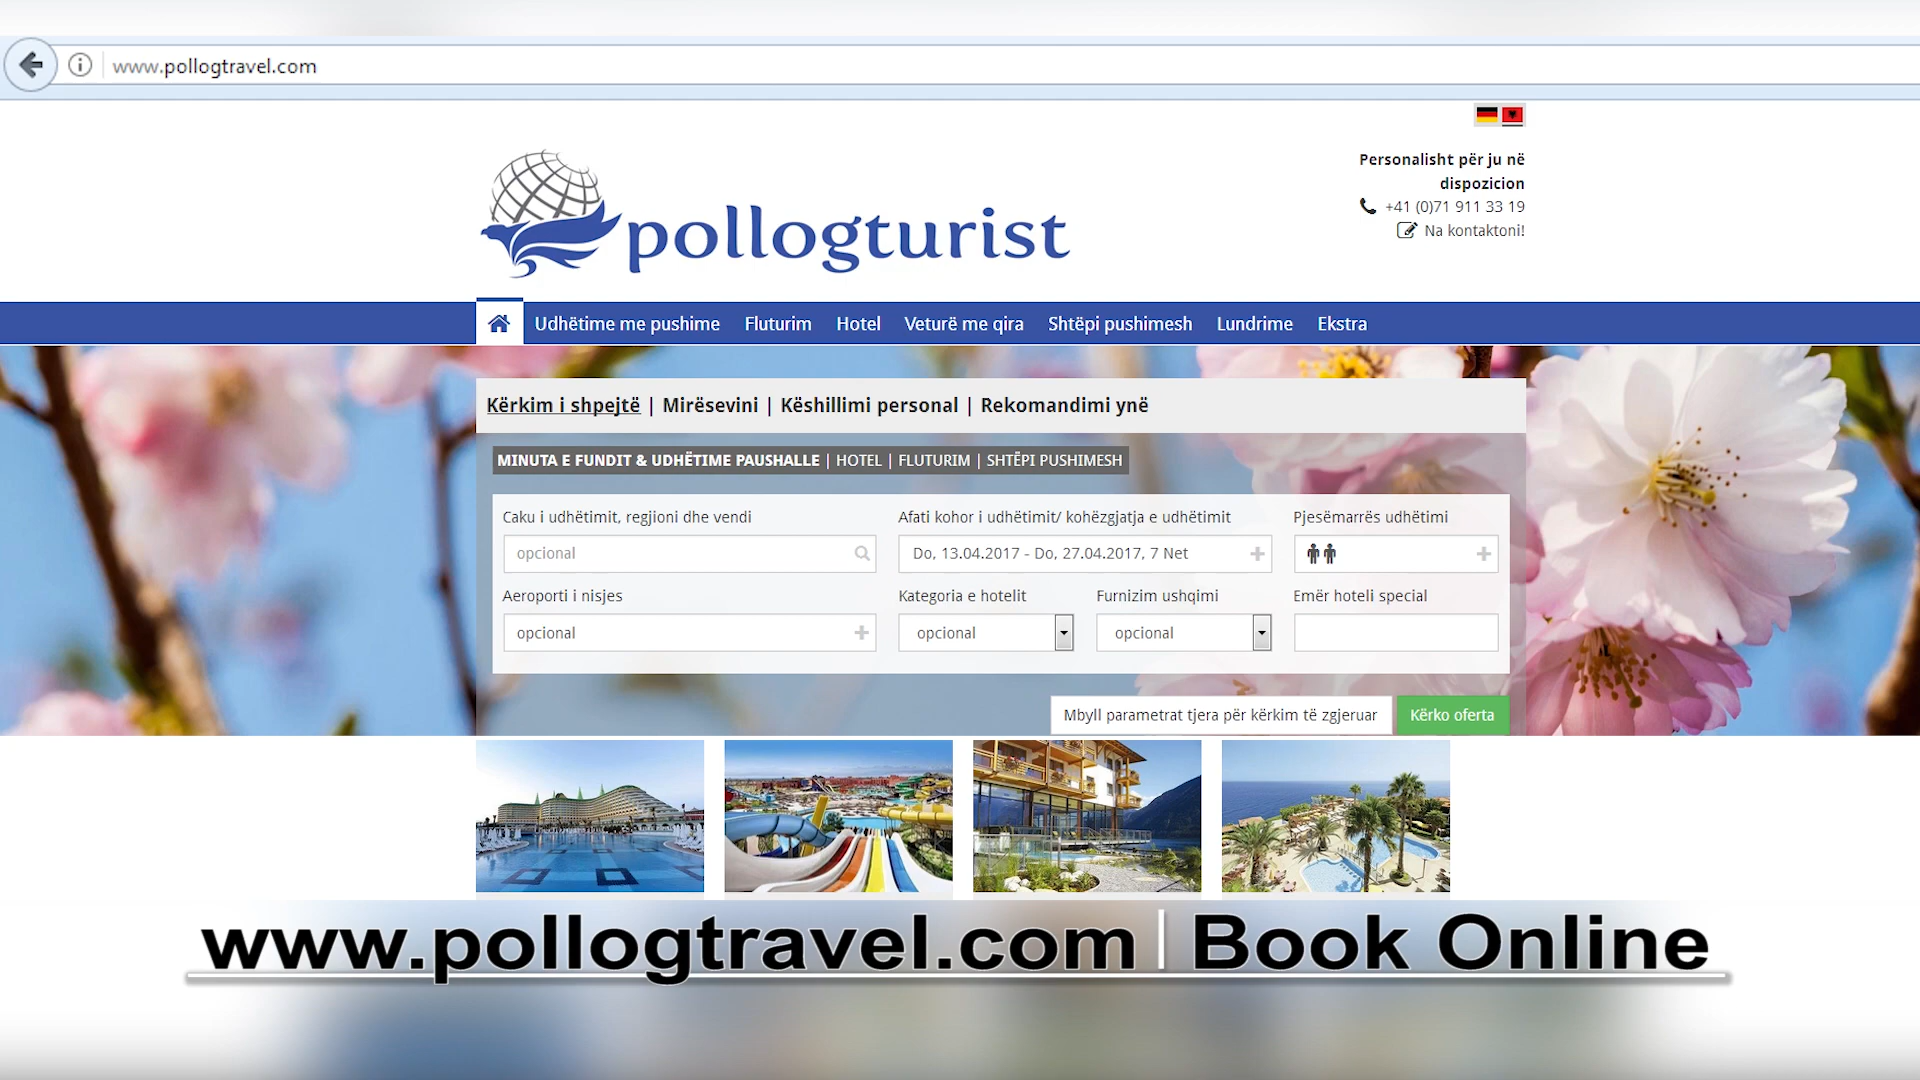 www.pollogtravel.com
Personalisht për ju në
dispozicion
+41 (0)71 911 33 19
Na kontaktoni!
pollogturist
Udhëtime me pushime Fluturim Hotel Veturë me qira Shtëpi pushimesh Lundrime Ekstra
Kërkim i shpejtë | Mirësevini | Këshillimi personal | Rekomandimi ynë
MINUTA E FUNDIT & UDHËTIME PAUSHALLE | HOTEL | FLUTURIM | SHTËPI PUSHIMESH
Caku i udhëtimit, regjioni dhe vendi Afati kohor i udhëtimit/ kohëzgjatja e udhëtimit Pjesëmarrës udhëtimi
opcional Do, 13.04.2017 - Do, 27.04.2017, 7 Net
Aeroporti i nisjes Kategoria e hotelit Furnizim ushqimi Emër hoteli special
opcional opcional opcional
Mbyll parametrat tjera për kërkim të zgjeruar Kërko oferta
www.pollogtravel.com | Book Online